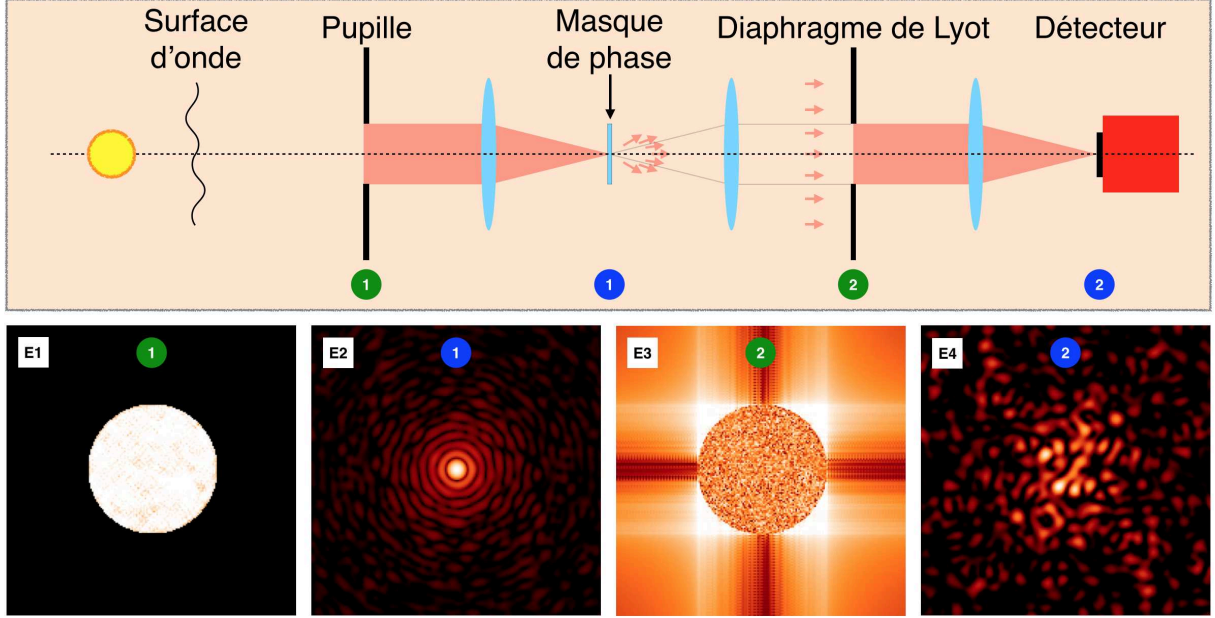 Surface
d'onde
Pupille
Masque
de phase
Diaphragme de Lyot
Détecteur
1
1
2
2
E1
1
1
E3
2
E2
E4
2